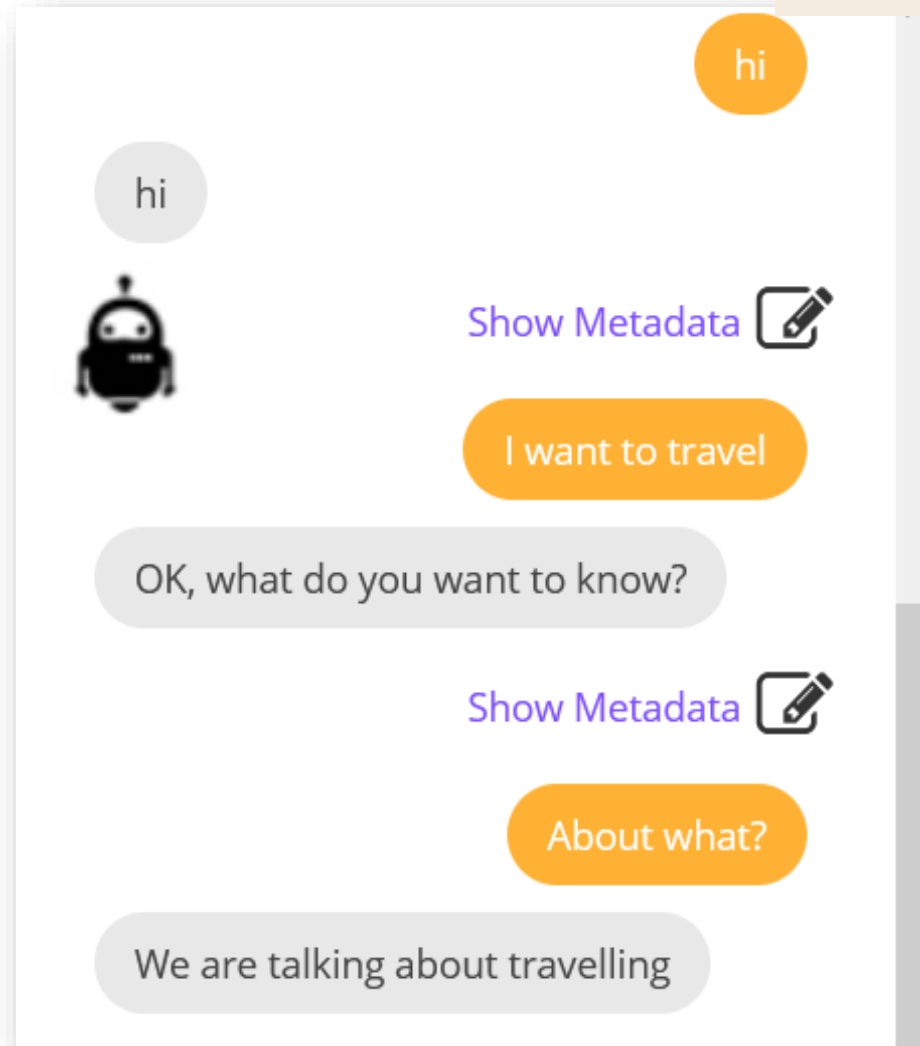 hi
hi
Show Metadata
I want to travel
OK, what do you want to know?
Show Metadata
About what?
We are talking about travelling